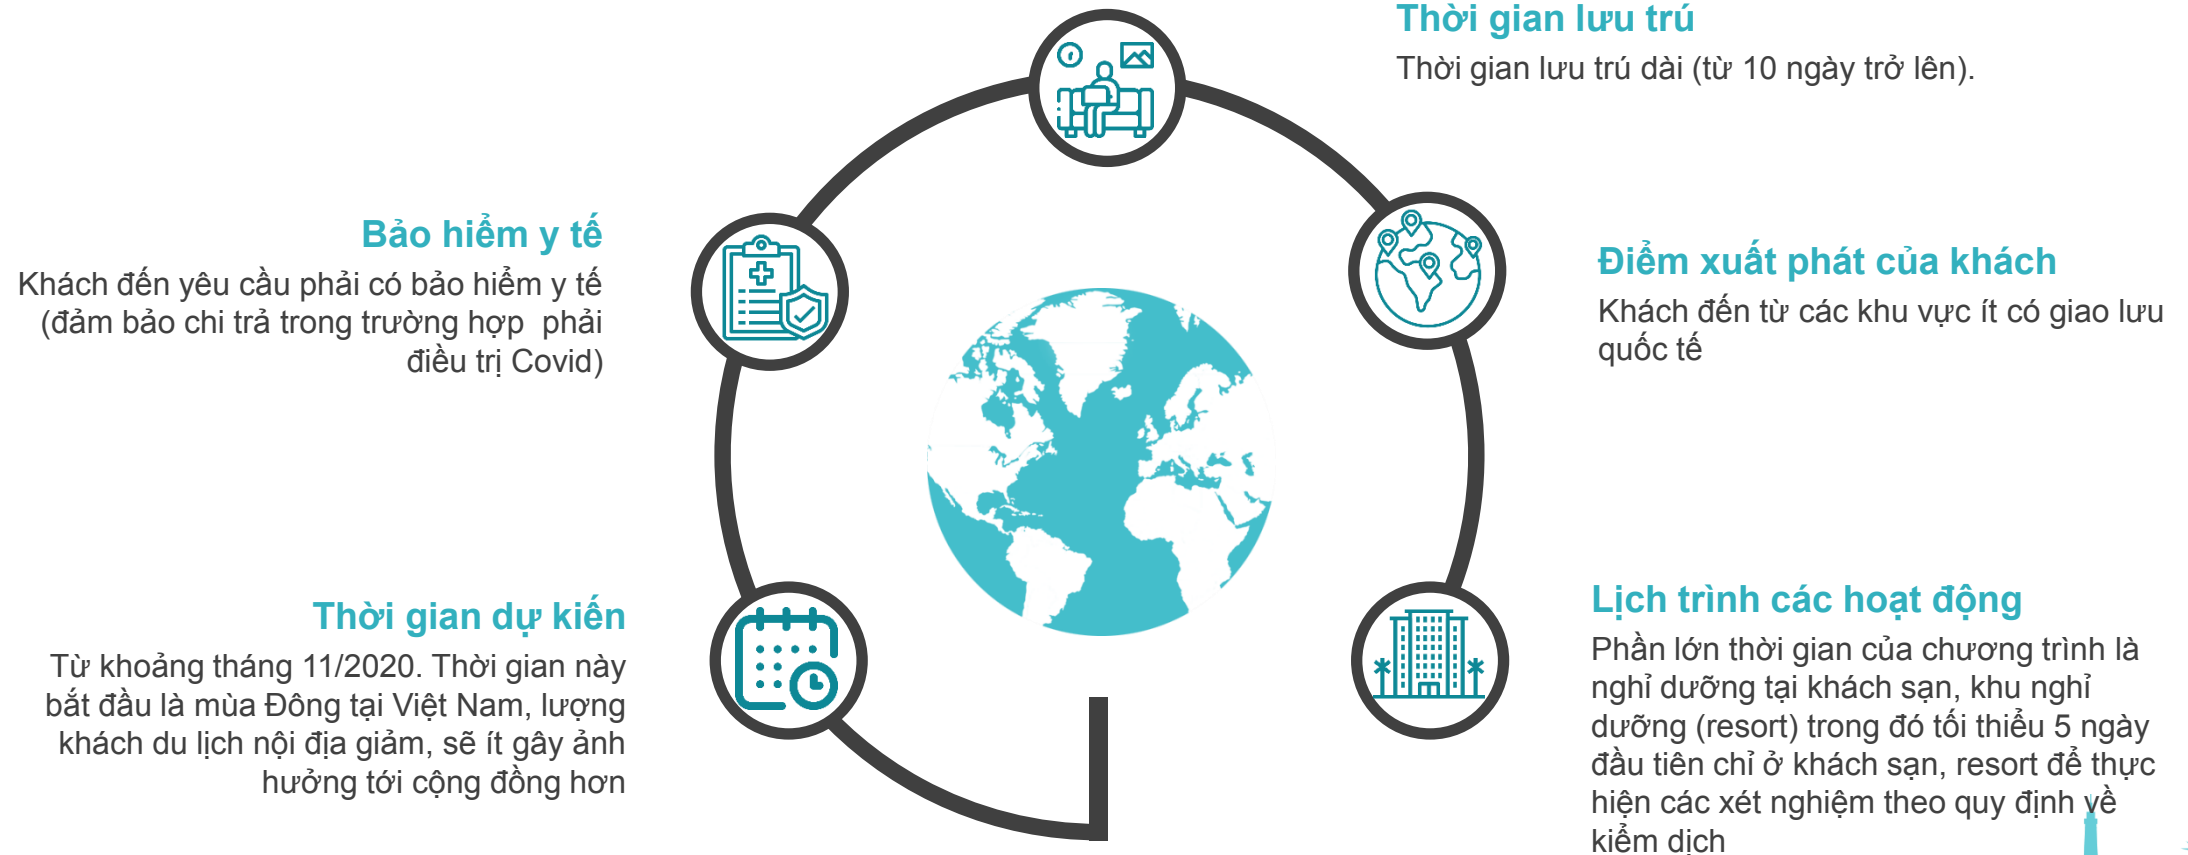 Thời gian lưu trú
Thời gian lưu trú dài (từ 10 ngày trở lên).
Bảo hiểm y tế
Khách đến yêu cầu phải có bảo hiểm y tế
(đảm bảo chi trả trong trường hợp  phải
điều trị Covid)
Điểm xuất phát của khách
Khách đến từ các khu vực ít có giao lưu
quốc tế
Thời gian dự kiến
Từ khoảng tháng 11/2020. Thời gian này
bắt đầu là mùa Đông tại Việt Nam, lượng
khách du lịch nội địa giảm, sẽ ít gây ảnh
hưởng tới cộng đồng hơn
Lịch trình các hoạt động
Phần lớn thời gian của chương trình là
nghỉ dưỡng tại khách sạn, khu nghỉ
dưỡng (resort) trong đó tối thiểu 5 ngày
đầu tiên chỉ ở khách sạn, resort để thực
hiện các xét nghiệm theo quy định về
kiểm dịch